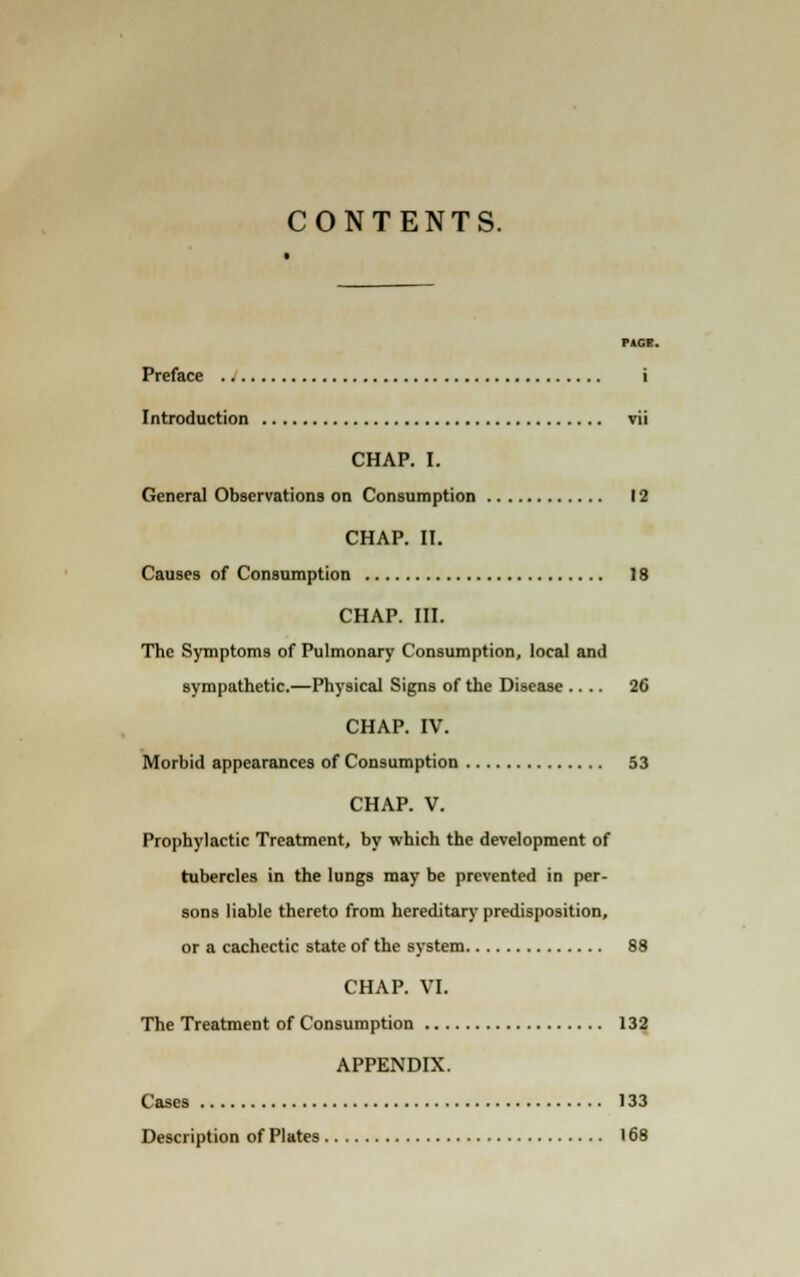 CONTENTS.
PAGE.
Preface .............................................. i
Introduction ........................................ vii
CHAP. I.
General Observations on Consumption ............ 12
CHAP. II.
Causes of Consumption .......................... 18
CHAP. III.
The Symptoms of Pulmonary Consumption, local and
sympathetic.—Physical Signs of the Disease .... 26
CHAP. IV.
Morbid appearances of Consumption .............. 53
CHAP. V.
Prophylactic Treatment, by which the development of
tubercles in the lungs may be prevented in per-
sons liable thereto from hereditary predisposition,
or a cachectic state of the system............... 88
CHAP. VI.
The Treatment of Consumption .................... 132
APPENDIX.
Cases ............................................ 133
Description of Plates............................. 168